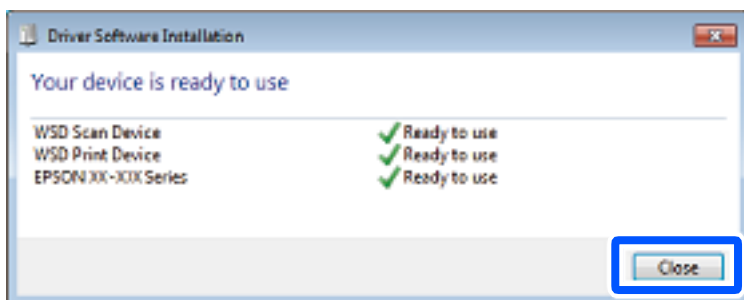 Driver Software Installation
Your device is ready to use
WSD Scan Device Ready to use
WSD Print Device Ready to use
EPSON XX-XXX Series Ready to use
Close